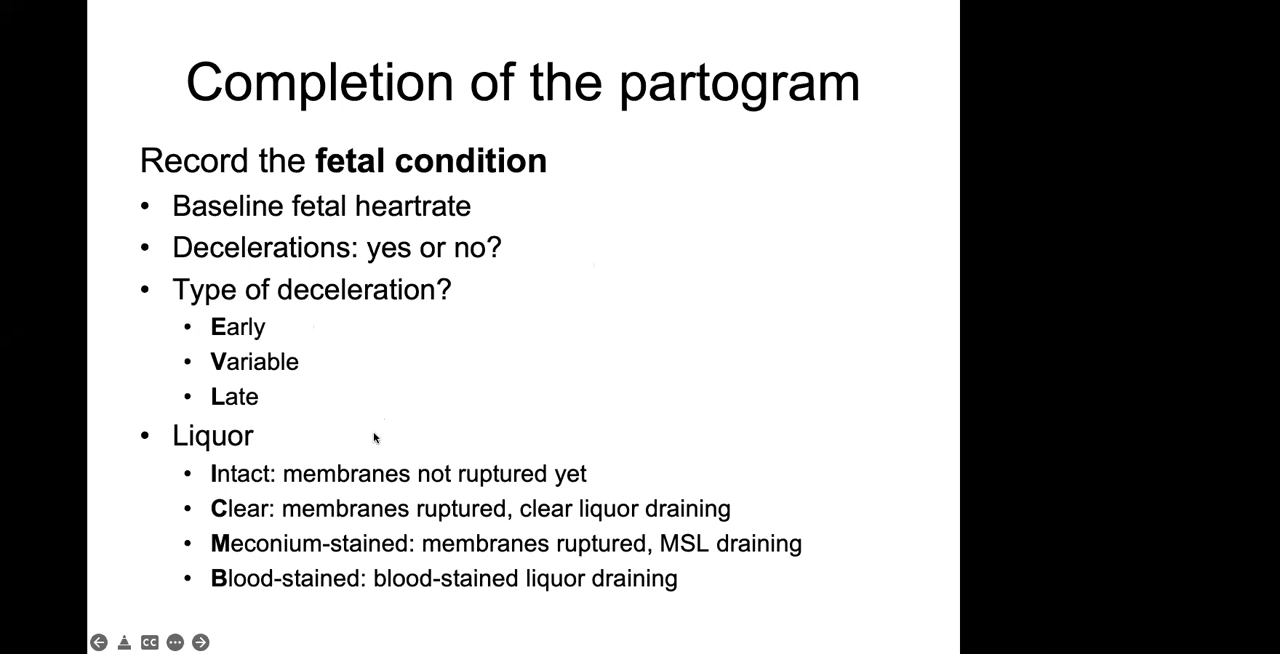 Completion of the partogram
Record the fetal condition
• Baseline fetal heartrate
• Decelerations: yes or no?
• Type of deceleration?
• Early
• Variable
• Late
• Liquor
• Intact: membranes not ruptured yet
• Clear: membranes ruptured, clear liquor draining
• Meconium-stained: membranes ruptured, MSL draining
• Blood-stained: blood-stained liquor draining
CC